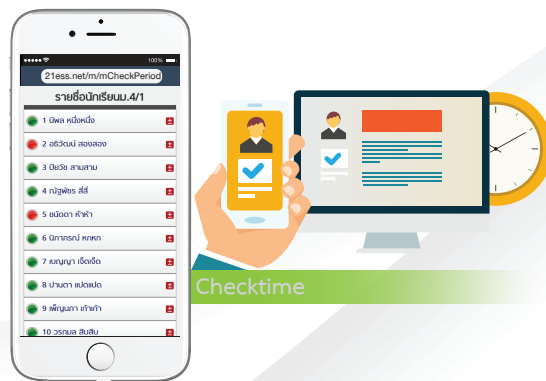 100%
21ess.net/m/mCheckPeriod
รายชื่อนักเรียนม.4/1
1 นิพล หนึ่งหนึ่ง
2 อธิวัฒน์ สองสอง
3 ปิยวัช สามสาม
4 ณัฐพัชร สี่สี่
5 ชนัดดา ห้าห้า
6 นิภาภรณ์ หกหก
7 เบญญา เจ็ดเจ็ด
8 ปานตา แปดแปด
9 เพ็ญนภา เก้าเก้า
10 วรกมล สิบสิบ
Checktime